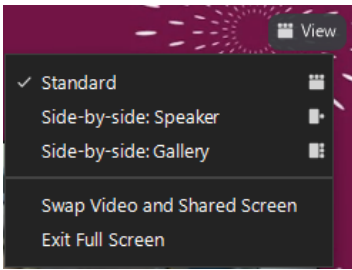 View
Standard
Side-by-side: Speaker
Side-by-side: Gallery
Swap Video and Shared Screen
Exit Full Screen